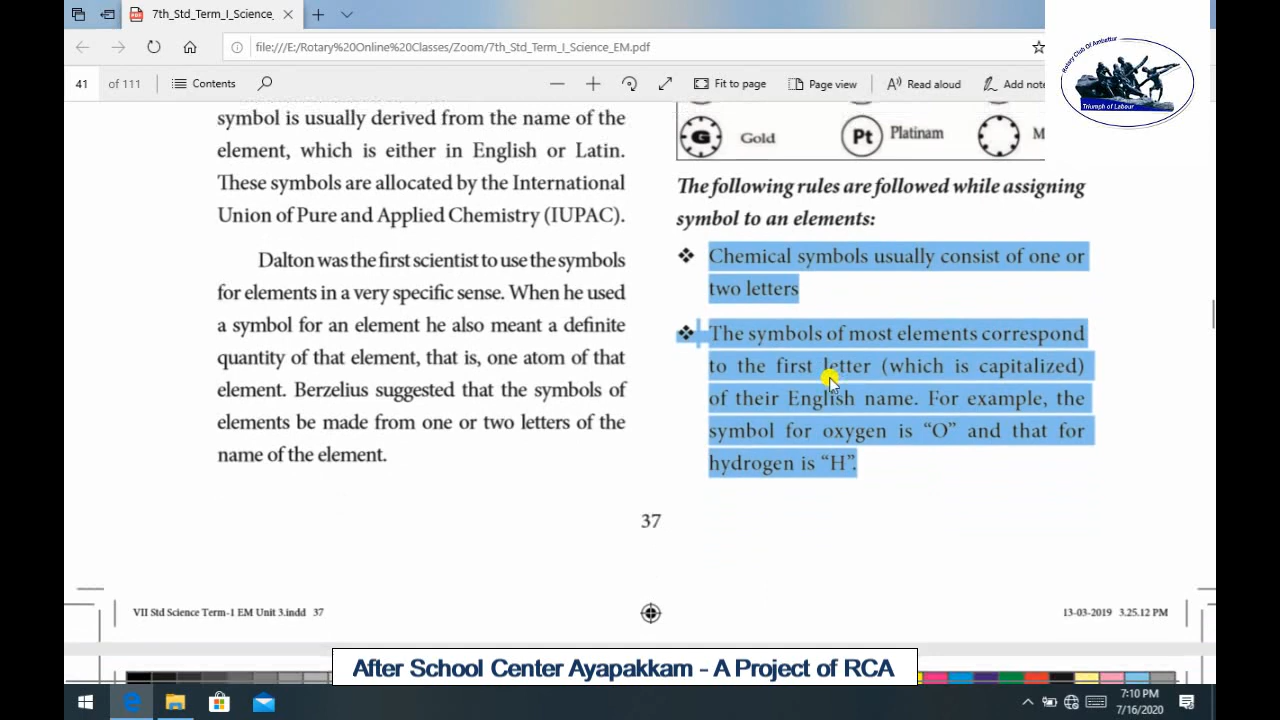 7th_Std_Term_I_Science_
file:///E:/Rotary%20Online%20Classes/Zoom/7th_Std_Term_I_Science_EM.pdf
41 of 111 Contents Fit to page Page view Read aloud Add note
Rotary Club Of Ambattur
Triumph of Labour
symbol is usually derived from the name of the
element, which is either in English or Latin.
These symbols are allocated by the International
Union of Pure and Applied Chemistry (IUPAC).
Dalton was the first scientist to use the symbols
for elements in a very specific sense. When he used
a symbol for an element he also meant a definite
quantity of that element, that is, one atom of that
element. Berzelius suggested that the symbols of
elements be made from one or two letters of the
name of the element.
G Gold Pt Platinam M
The following rules are followed while assigning
symbol to an elements:
❖ Chemical symbols usually consist of one or
two letters
❖ The symbols of most elements correspond
to the first letter (which is capitalized)
of their English name. For example, the
symbol for oxygen is “O” and that for
hydrogen is “H”.
37
VII Std Science Term-1 EM Unit 3.indd 37 13-03-2019 3.25.12 PM
After School Center Ayapakkam - A Project of RCA
7:10 PM
7/16/2020